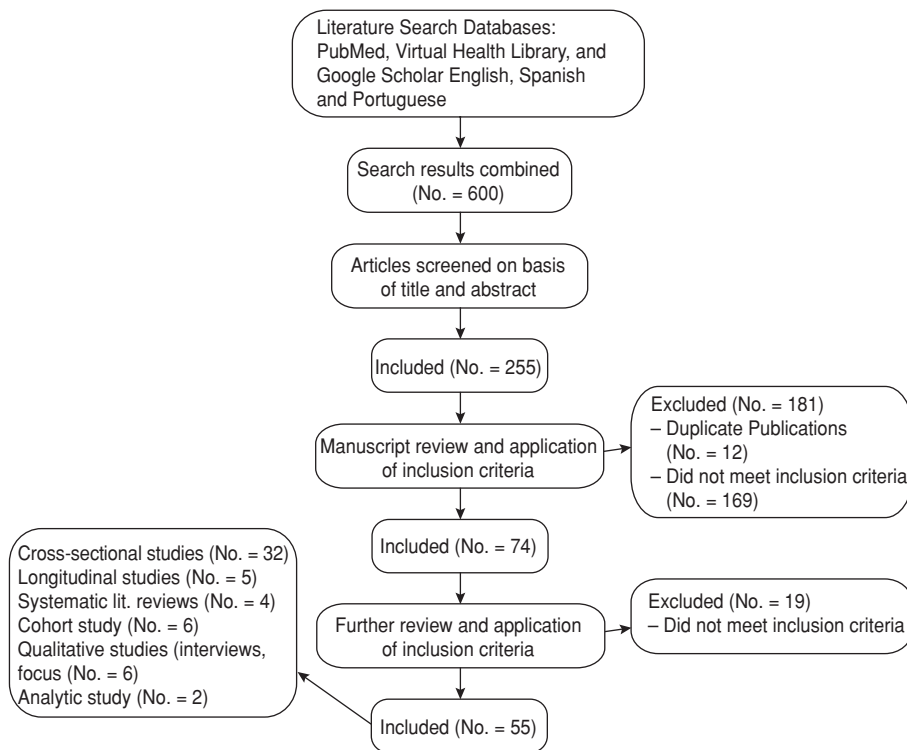 Literature Search Databases:
PubMed, Virtual Health Library, and
Google Scholar English, Spanish
and Portuguese
Search results combined
(No. = 600)
Articles screened on basis
of title and abstract
Included (No. = 255)
Manuscript review and application
of inclusion criteria
Excluded (No. = 181)
– Duplicate Publications
(No. = 12)
– Did not meet inclusion criteria
(No. = 169)
Included (No. = 74)
Further review and application
of inclusion criteria
Excluded (No. = 19)
– Did not meet inclusion criteria
Included (No. = 55)
Cross-sectional studies (No. = 32)
Longitudinal studies (No. = 5)
Systematic lit. reviews (No. = 4)
Cohort study (No. = 6)
Qualitative studies (interviews,
focus (No. = 6)
Analytic study (No. = 2)